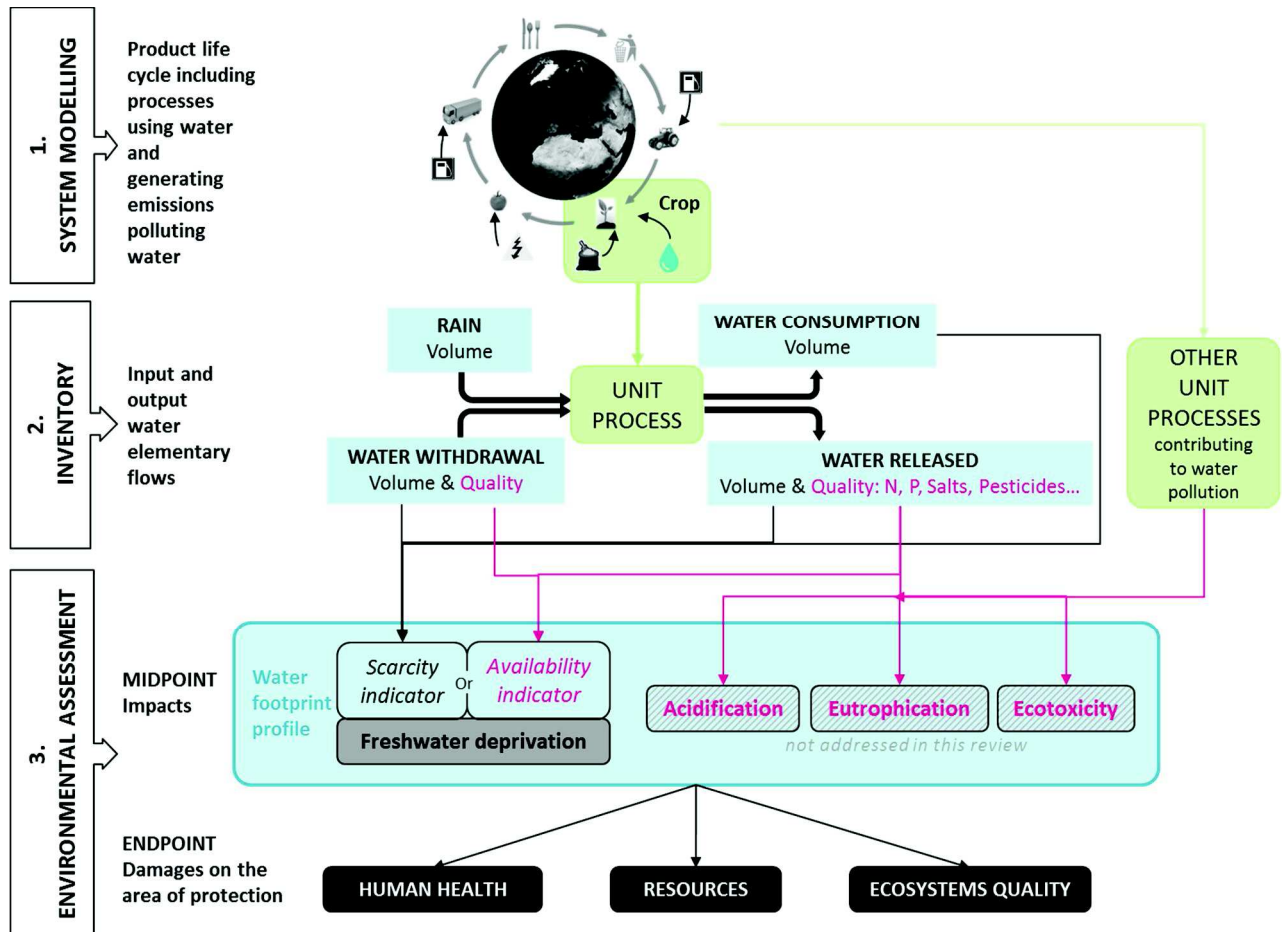 1.
SYSTEM MODELLING
Product life
cycle including
processes
using water
and
generating
emissions
polluting
water
Crop
2.
INVENTORY
Input and
output
water
elementary
flows
RAIN
Volume
WATER CONSUMPTION
Volume
UNIT
PROCESS
WATER WITHDRAWAL
Volume & Quality
WATER RELEASED
Volume & Quality: N, P, Salts, Pesticides...
OTHER
UNIT
PROCESSES
contributing
to water
pollution
3.
ENVIRONMENTAL ASSESSMENT
MIDPOINT
Impacts
Water
footprint
profile
Scarcity
indicator
Or
Availability
indicator
Freshwater deprivation
Acidification
Eutrophication
Ecotoxicity
not addressed in this review
ENDPOINT
Damages on the
area of protection
HUMAN HEALTH
RESOURCES
ECOSYSTEMS QUALITY